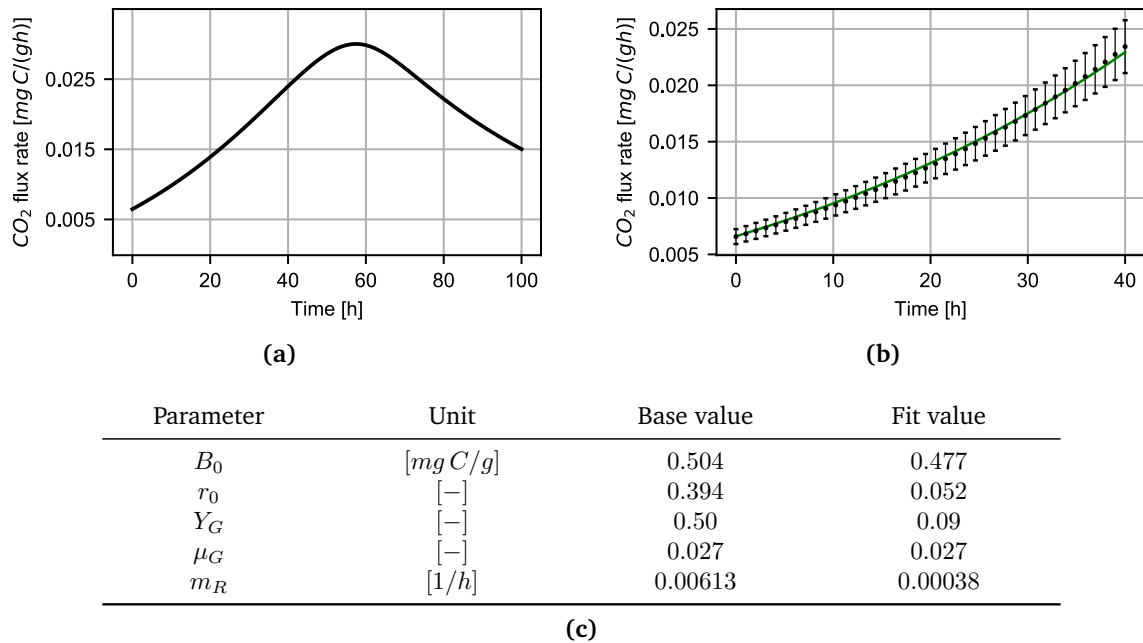 CO₂ flux rate [mg C/(gh)]
0.025
0.015
0.005
0 20 40 60 80 100
Time [h]
(a)
CO₂ flux rate [mg C/(gh)]
0.025
0.020
0.015
0.010
0.005
0 10 20 30 40
Time [h]
(b)
Parameter Unit Base value Fit value
B₀ [mg C/g] 0.504 0.477
r₀ [−] 0.394 0.052
Y_G [−] 0.50 0.09
μ_G [−] 0.027 0.027
m_R [1/h] 0.00613 0.00038
(c)